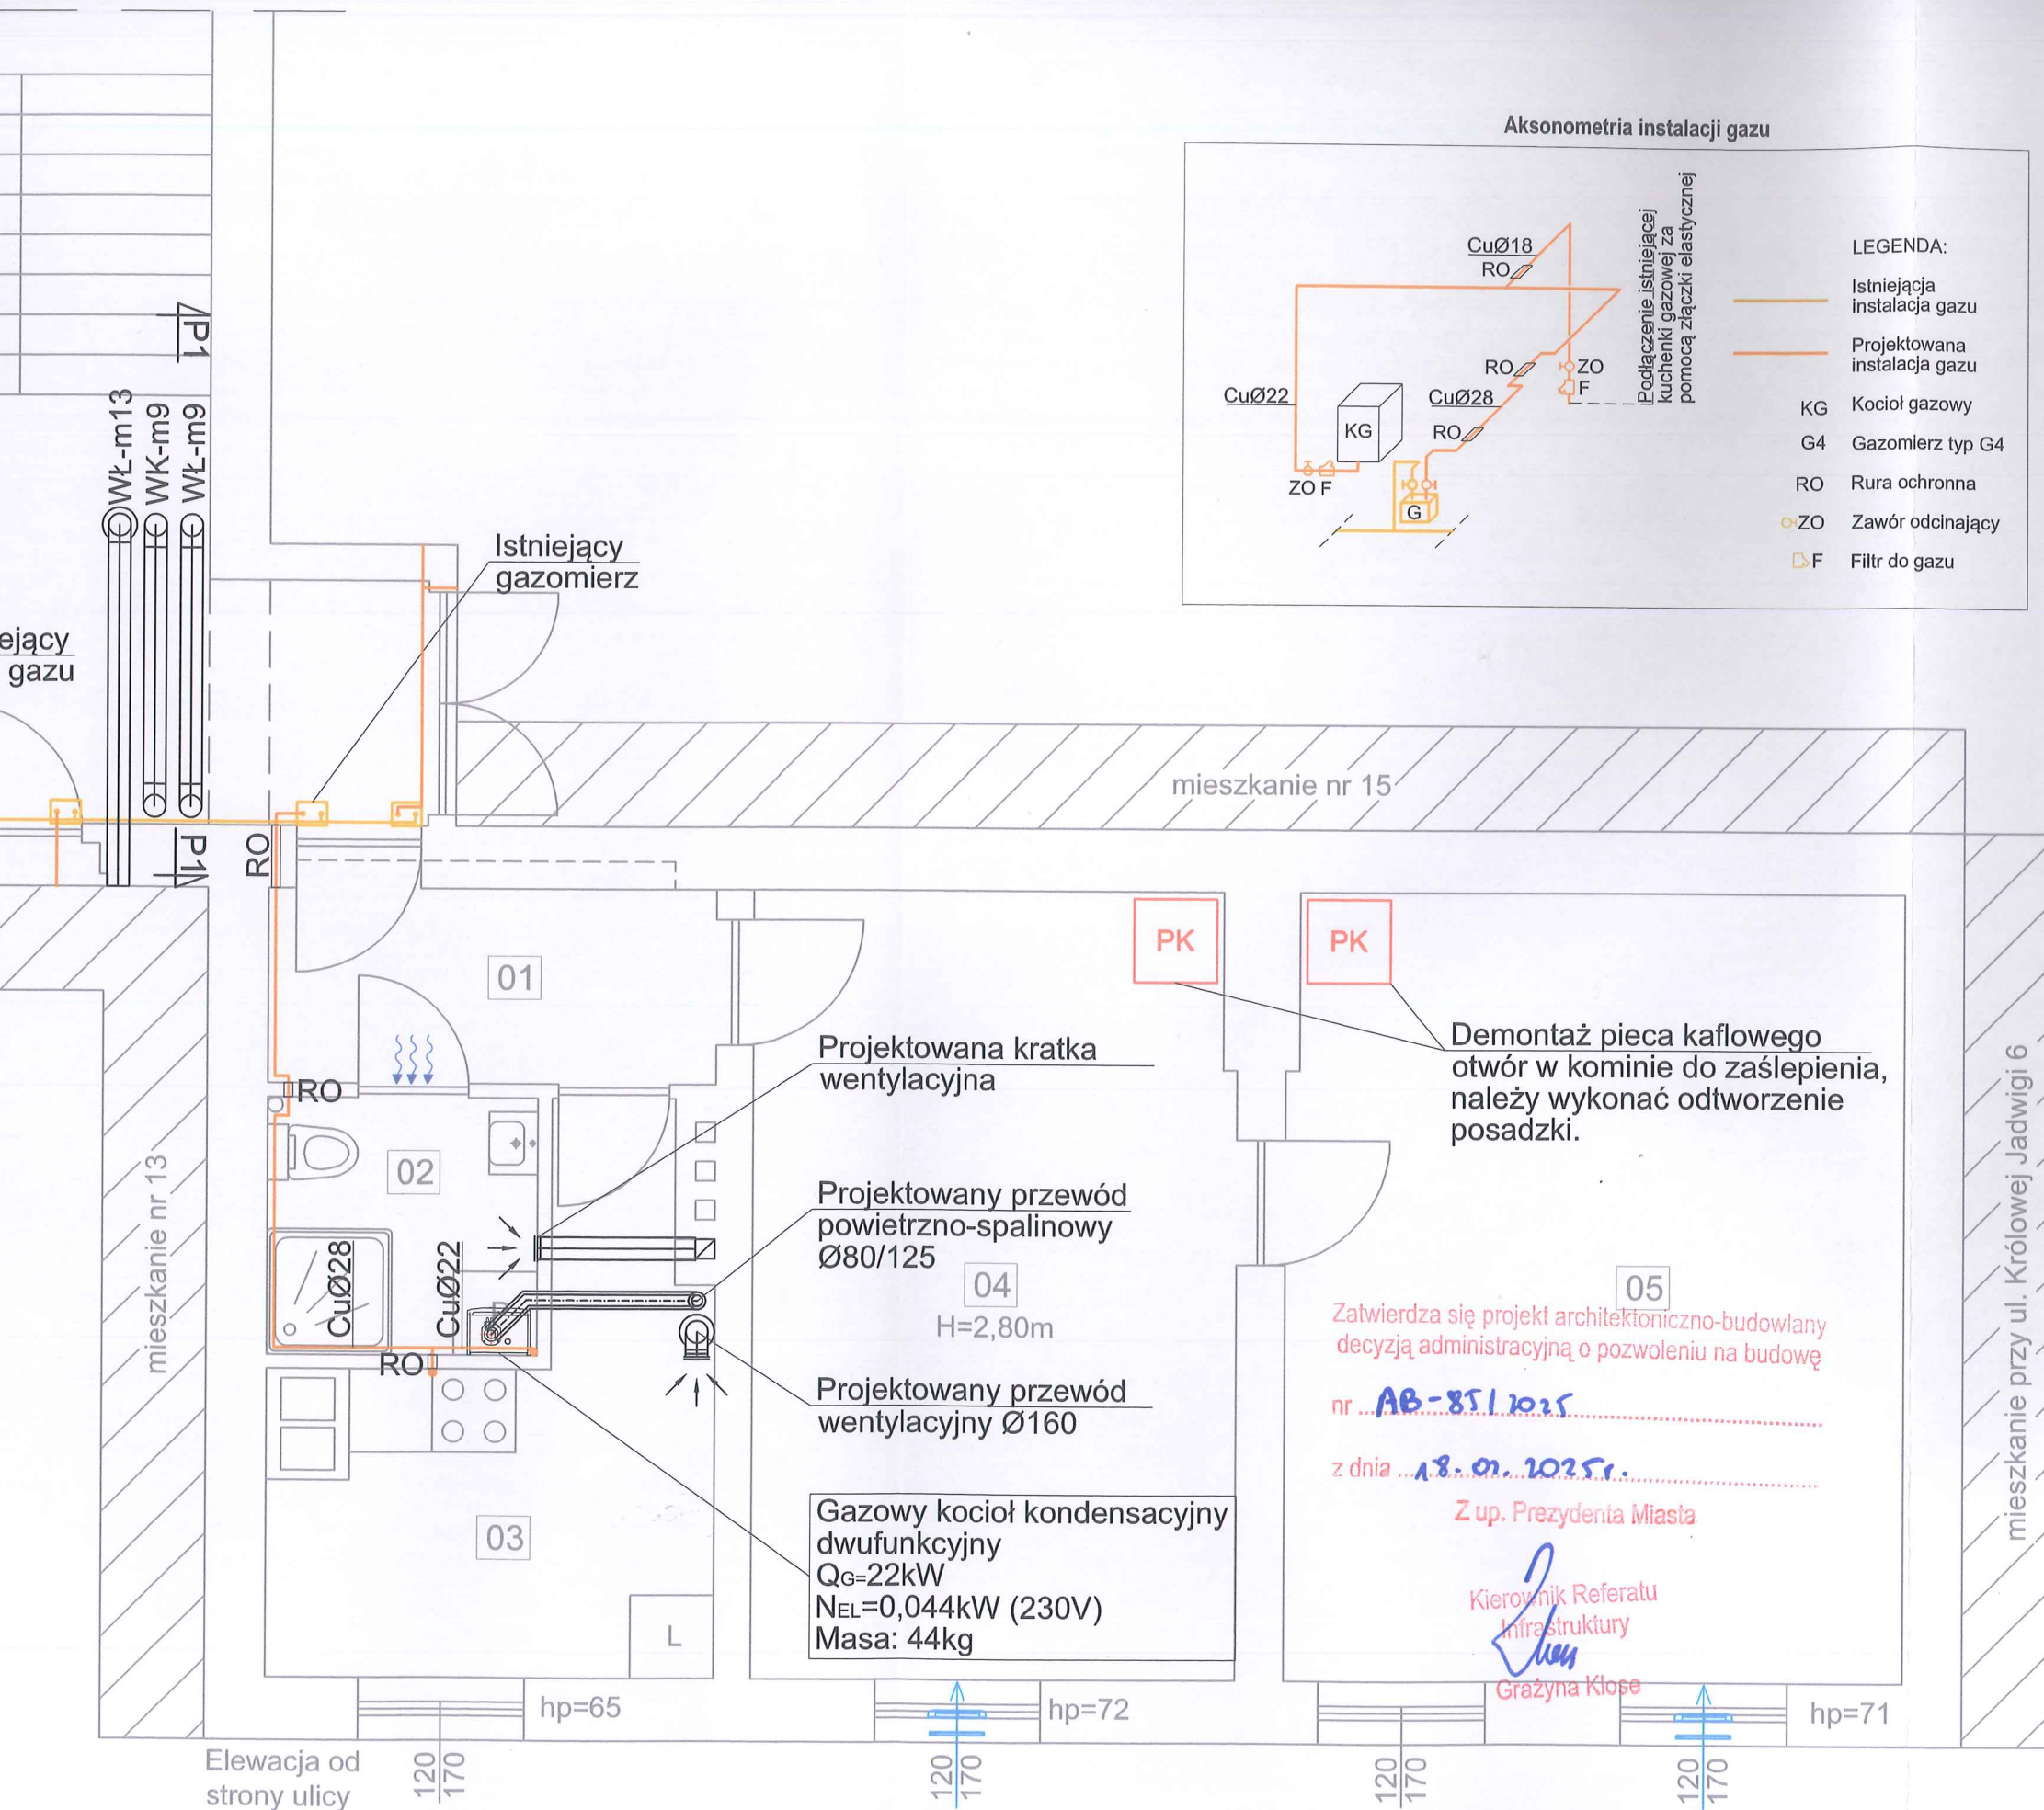 Aksonometria instalacji gazu
CuØ18
RO
RO
ZO
F
CuØ22
CuØ28
KG
RO
ZO F
G
Podłączenie istniejącej
kuchenki gazowej za
pomocą złączki elastycznej
LEGENDA:
Istniejącja
instalacja gazu
Projektowana
instalacja gazu
KG Kocioł gazowy
G4 Gazomierz typ G4
RO Rura ochronna
ZO Zawór odcinający
F Filtr do gazu
P1
WŁ-m13
WK-m9
WŁ-m9
Istniejący
gazomierz
ejący
gazu
P1
RO
mieszkanie nr 15
PK
PK
01
Projektowana kratka
wentylacyjna
Demontaż pieca kaflowego
otwór w kominie do zaślepienia,
należy wykonać odtworzenie
posadzki.
RO
02
mieszkanie nr 13
Projektowany przewód
powietrzno-spalinowy
Ø80/125
CuØ28
CuØ22
04
H=2,80m
05
mieszkanie przy ul. Królowej Jadwigi 6
Zatwierdza się projekt architektoniczno-budowlany
decyzją administracyjną o pozwoleniu na budowę
RO
Projektowany przewód
wentylacyjny Ø160
nr AB-85/2025
z dnia 18. 2025r.
Z up. Prezydenta Miasta
Gazowy kocioł kondensacyjny
dwufunkcyjny
QG=22kW
NEL=0,044kW (230V)
Masa: 44kg
03
L
Kierownik Referatu
Infrastruktury
Grażyna Klose
hp=65
hp=72
hp=71
Elewacja od
strony ulicy
120
170
120
170
120
170
120
170